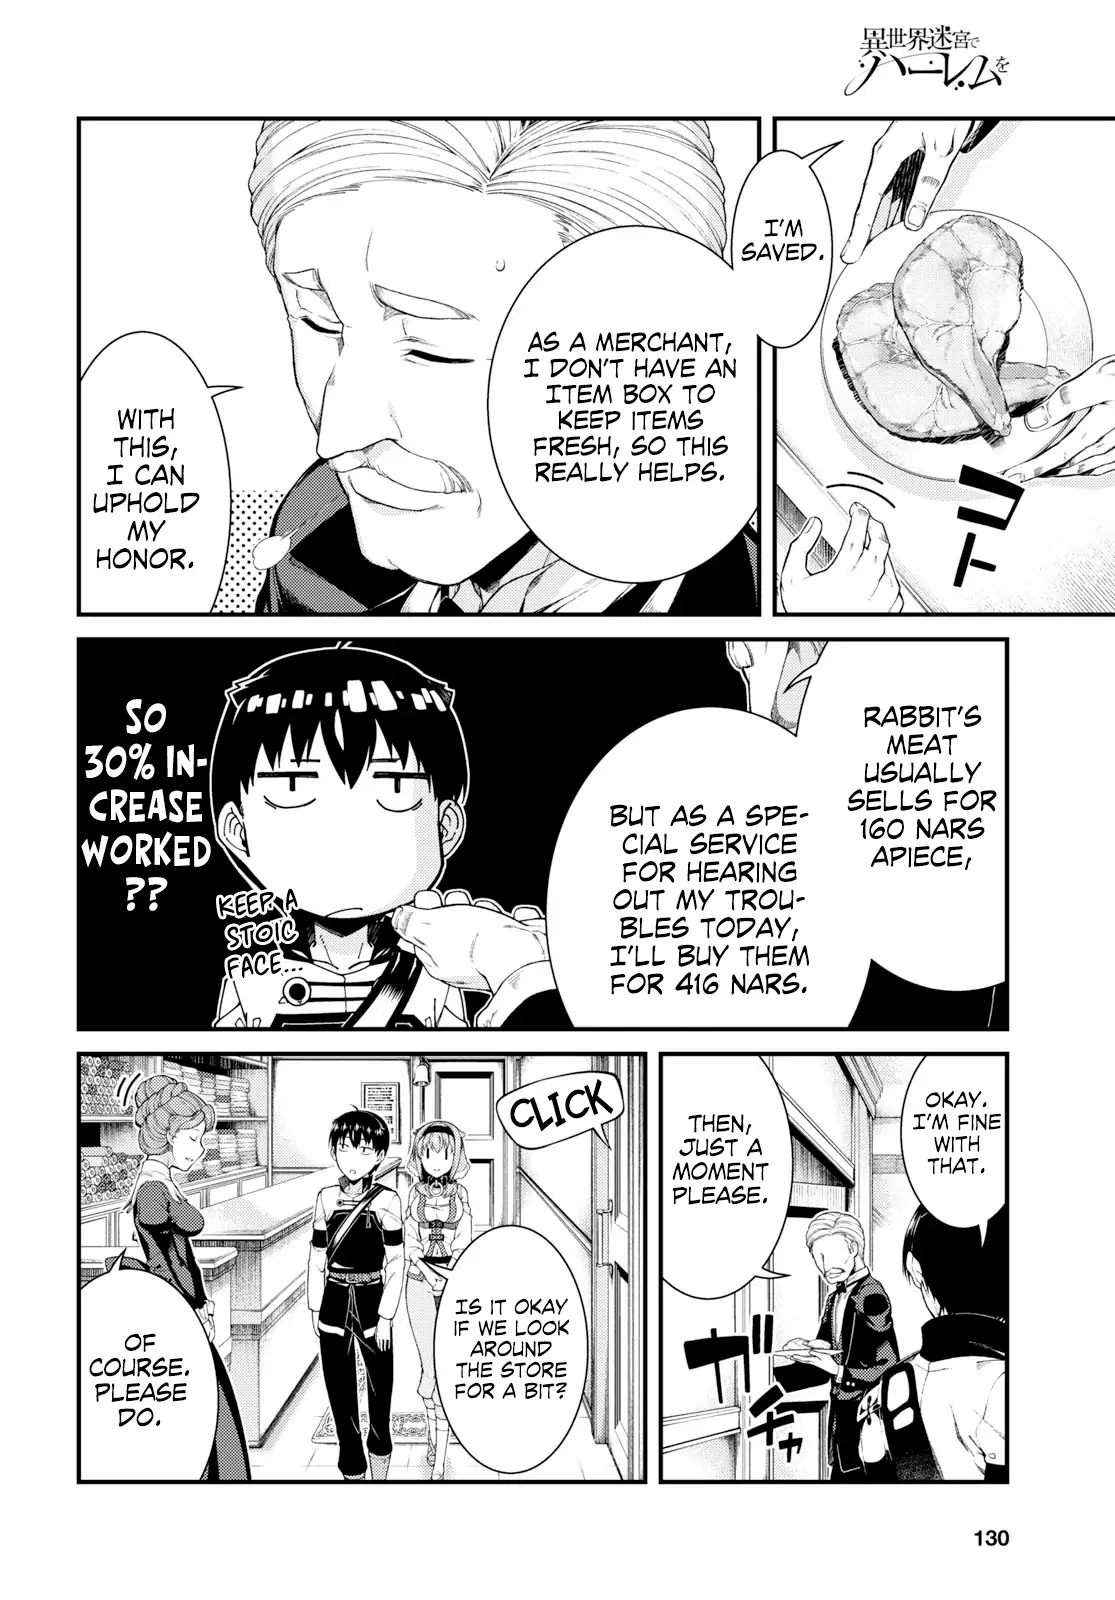 異世界迷宮で
ハーレムを
I'M
SAVED.
コト
AS A MERCHANT,
I DON'T HAVE AN
ITEM BOX TO
KEEP ITEMS
FRESH, SO THIS
REALLY HELPS.
WITH
THIS,
I CAN
UPHOLD
MY
HONOR.
RABBIT'S
MEAT
USUALLY
SELLS FOR
160 NARS
APIECE,
BUT AS A SPE-
CIAL SERVICE
FOR HEARING
OUT MY TROU-
BLES TODAY,
I'LL BUY THEM
FOR 416 NARS.
SO
30% IN-
CREASE
WORKED
??
KEEP A
STOIC
FACE...
OKAY.
I'M FINE
WITH
THAT.
THEN,
JUST A
MOMENT
PLEASE.
ガチャ
CLICK
IS IT OKAY
IF WE LOOK
AROUND
THE STORE
FOR A BIT?
OF
COURSE.
PLEASE
DO.
130